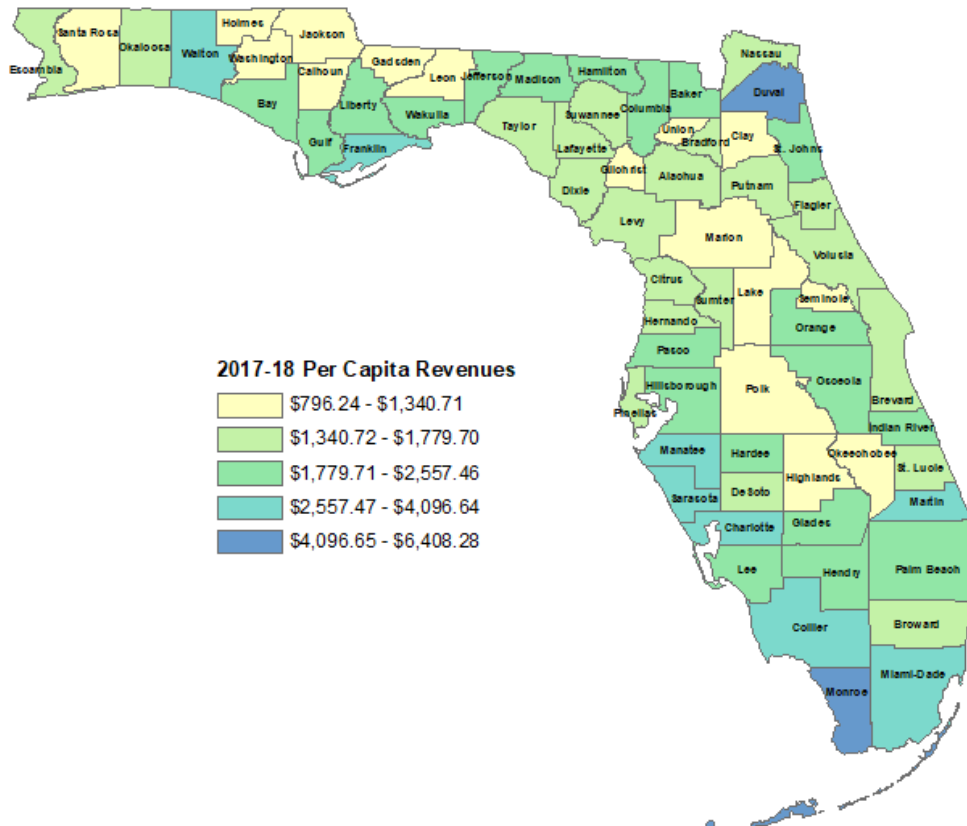 Holmes
Santa Rosa
Okaloosa
Jackson
Walton
Washington
Escambia
Calhoun
Gadsden
Leon
Jefferson
Madison
Hamilton
Nassau
Duval
Bay
Liberty
Wakulla
Columbia
Baker
Gulf
Franklin
Taylor
Suwannee
Lafayette
Union
Bradford
Clay
St. Johns
Gilchrist
Alachua
Dixie
Putnam
Flagler
Levy
Marion
Volusia
Citrus
Sumter
Lake
Seminole
Hernando
Orange
Pasco
2017-18 Per Capita Revenues
$796.24 - $1,340.71
$1,340.72 - $1,779.70
$1,779.71 - $2,557.46
$2,557.47 - $4,096.64
$4,096.65 - $6,408.28
Hillsborough
Polk
Osceola
Brevard
Pinellas
Indian River
Manatee
Hardee
Okeechobee
St. Lucie
Highlands
Sarasota
DeSoto
Martin
Charlotte
Glades
Lee
Hendry
Palm Beach
Collier
Broward
Monroe
Miami-Dade